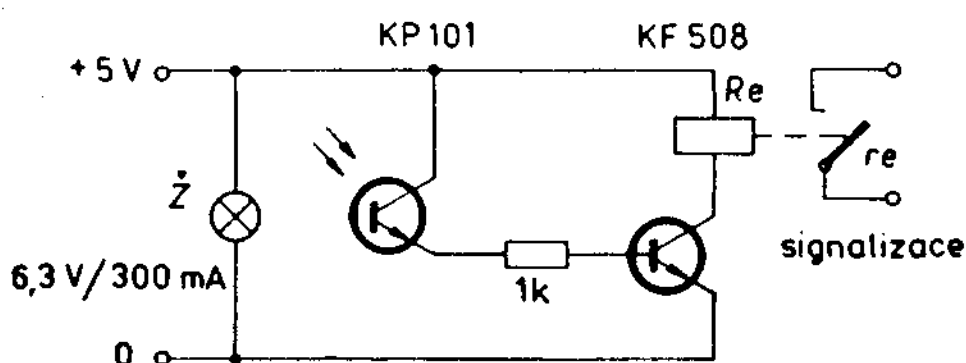 KP 101
KF 508
+ 5 V
Re
Ż
re
6,3 V/300 mA
1k
signalizace
0